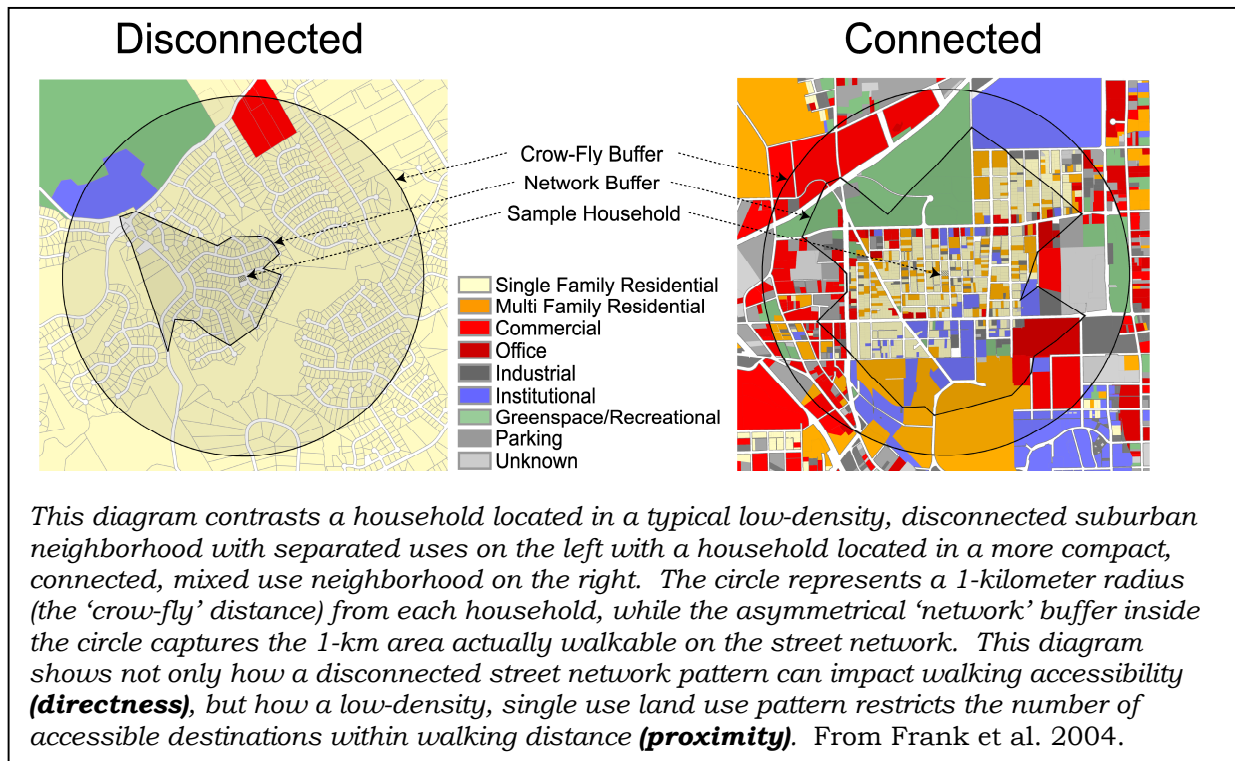 Disconnected
Connected
Crow-Fly Buffer
Network Buffer
Sample Household
Single Family Residential
Multi Family Residential
Commercial
Office
Industrial
Institutional
Greenspace/Recreational
Parking
Unknown
This diagram contrasts a household located in a typical low-density, disconnected suburban
neighborhood with separated uses on the left with a household located in a more compact,
connected, mixed use neighborhood on the right.  The circle represents a 1-kilometer radius
(the ‘crow-fly’ distance) from each household, while the asymmetrical ‘network’ buffer inside
the circle captures the 1-km area actually walkable on the street network.  This diagram
shows not only how a disconnected street network pattern can impact walking accessibility
(directness), but how a low-density, single use land use pattern restricts the number of
accessible destinations within walking distance (proximity).  From Frank et al. 2004.